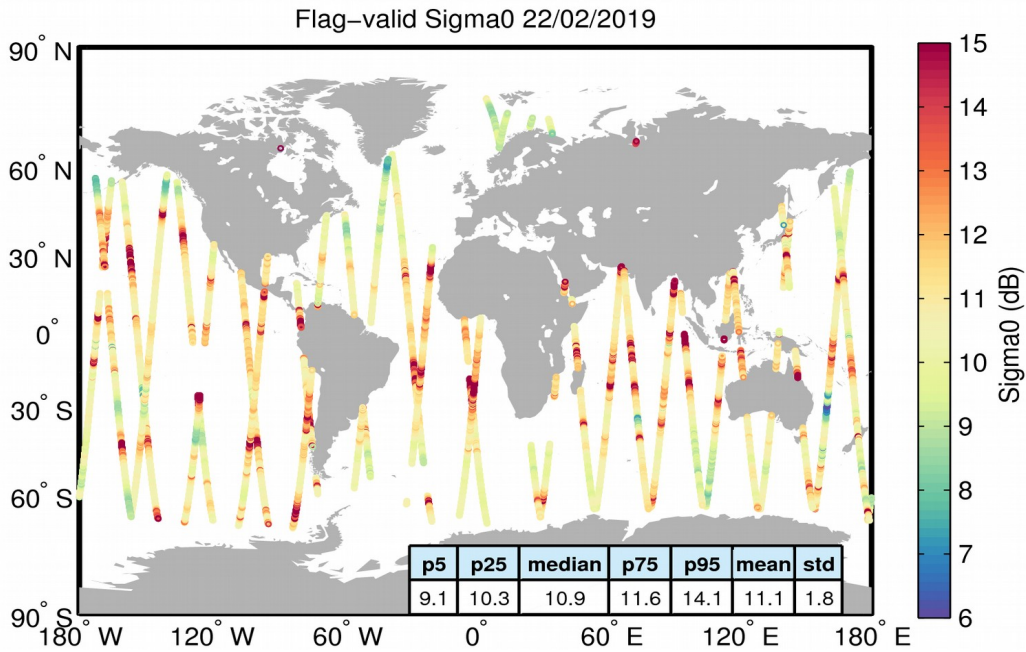 Flag−valid Sigma0 22/02/2019
90° N
60° N
30° N
0°
30° S
60° S
90° S
180° W
120° W
60° W
0°
60° E
120° E
180° E
p5 p25 median p75 p95 mean std
9.1 10.3 10.9 11.6 14.1 11.1 1.8
15
14
13
12
11
10
9
8
7
6
Sigma0 (dB)